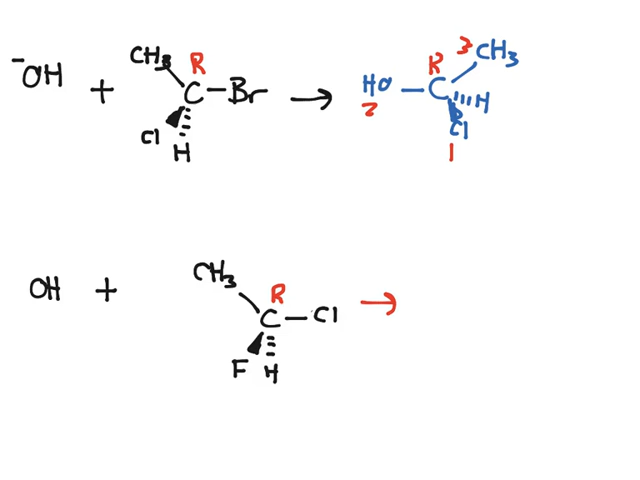 ⁻OH + CH₃ R C - Br → HO - C R 3 CH₃
Cl H 2 H Cl 1
OH + CH₃ R C - Cl →
F H